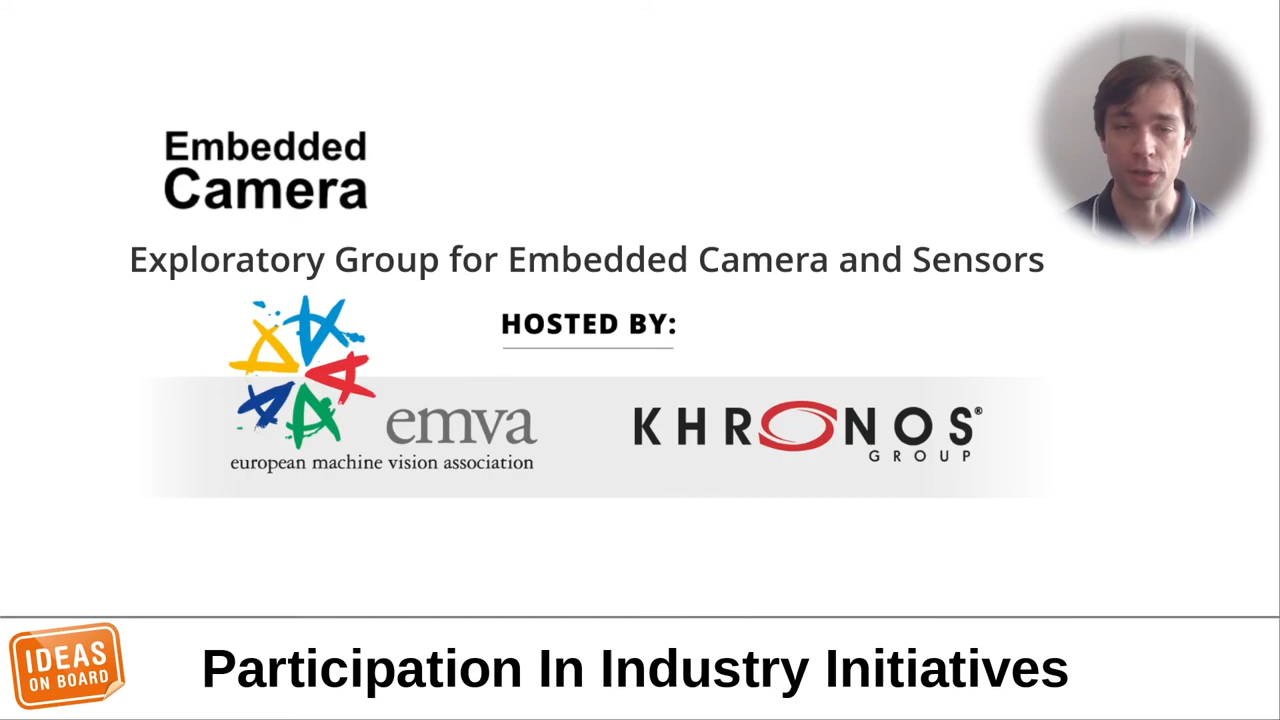 Embedded
Camera
Exploratory Group for Embedded Camera and Sensors
HOSTED BY:
emva
european machine vision association
KHRONOS®
GROUP
IDEAS
ON BOARD
Participation In Industry Initiatives